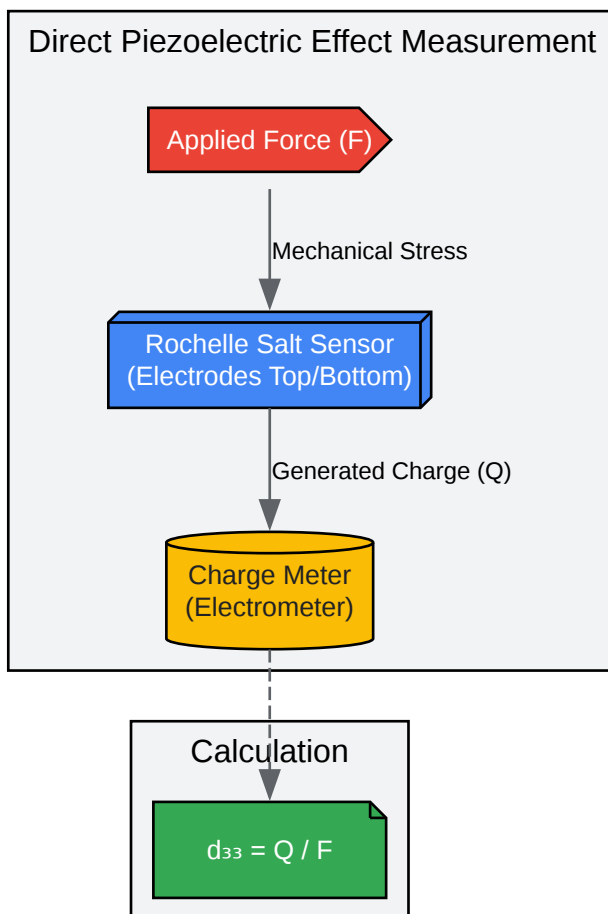 Direct Piezoelectric Effect Measurement
Applied Force (F)
Mechanical Stress
Rochelle Salt Sensor
(Electrodes Top/Bottom)
Generated Charge (Q)
Charge Meter
(Electrometer)
Calculation
d₃₃ = Q / F